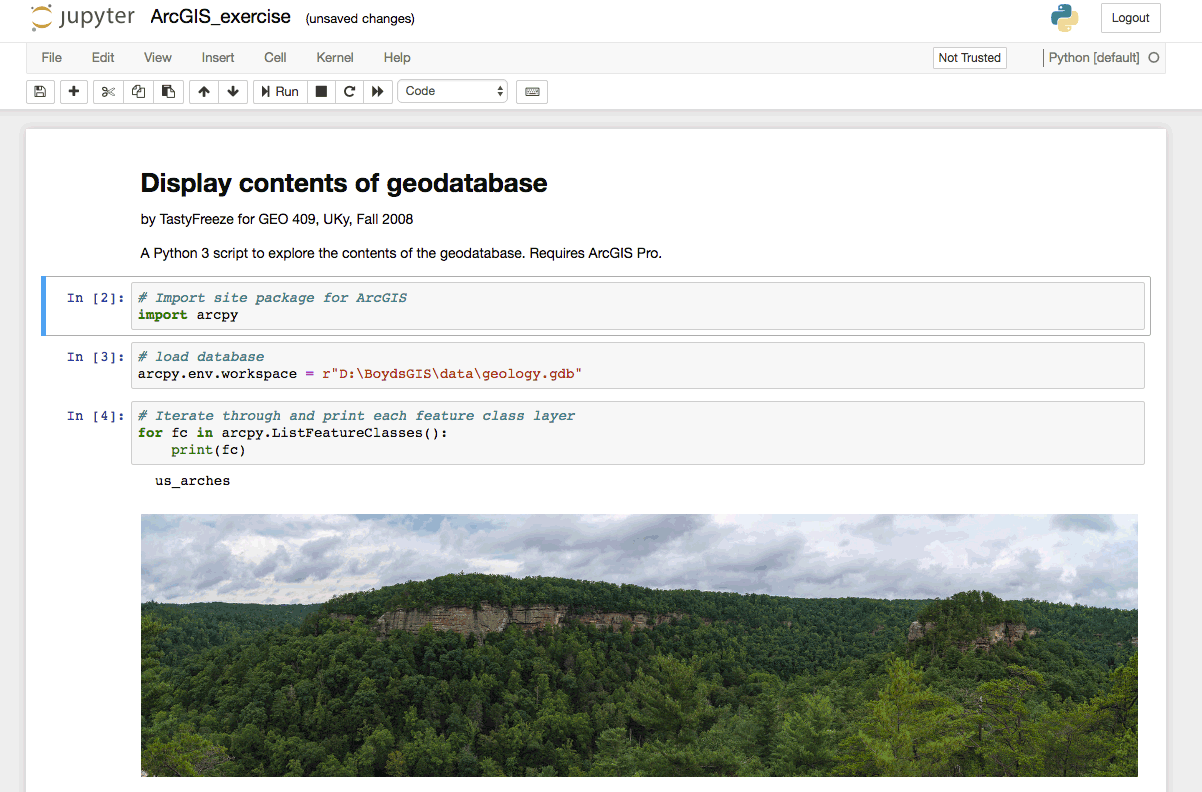 jupyter ArcGIS_exercise (unsaved changes) Logout
File Edit View Insert Cell Kernel Help Not Trusted Python [default]
Run Code
Display contents of geodatabase
by TastyFreeze for GEO 409, UKy, Fall 2008
A Python 3 script to explore the contents of the geodatabase. Requires ArcGIS Pro.
In [2]: # Import site package for ArcGIS
import arcpy
In [3]: # load database
arcpy.env.workspace = r"D:\BoydsGIS\data\geology.gdb"
In [4]: # Iterate through and print each feature class layer
for fc in arcpy.ListFeatureClasses():
    print(fc)
us_arches